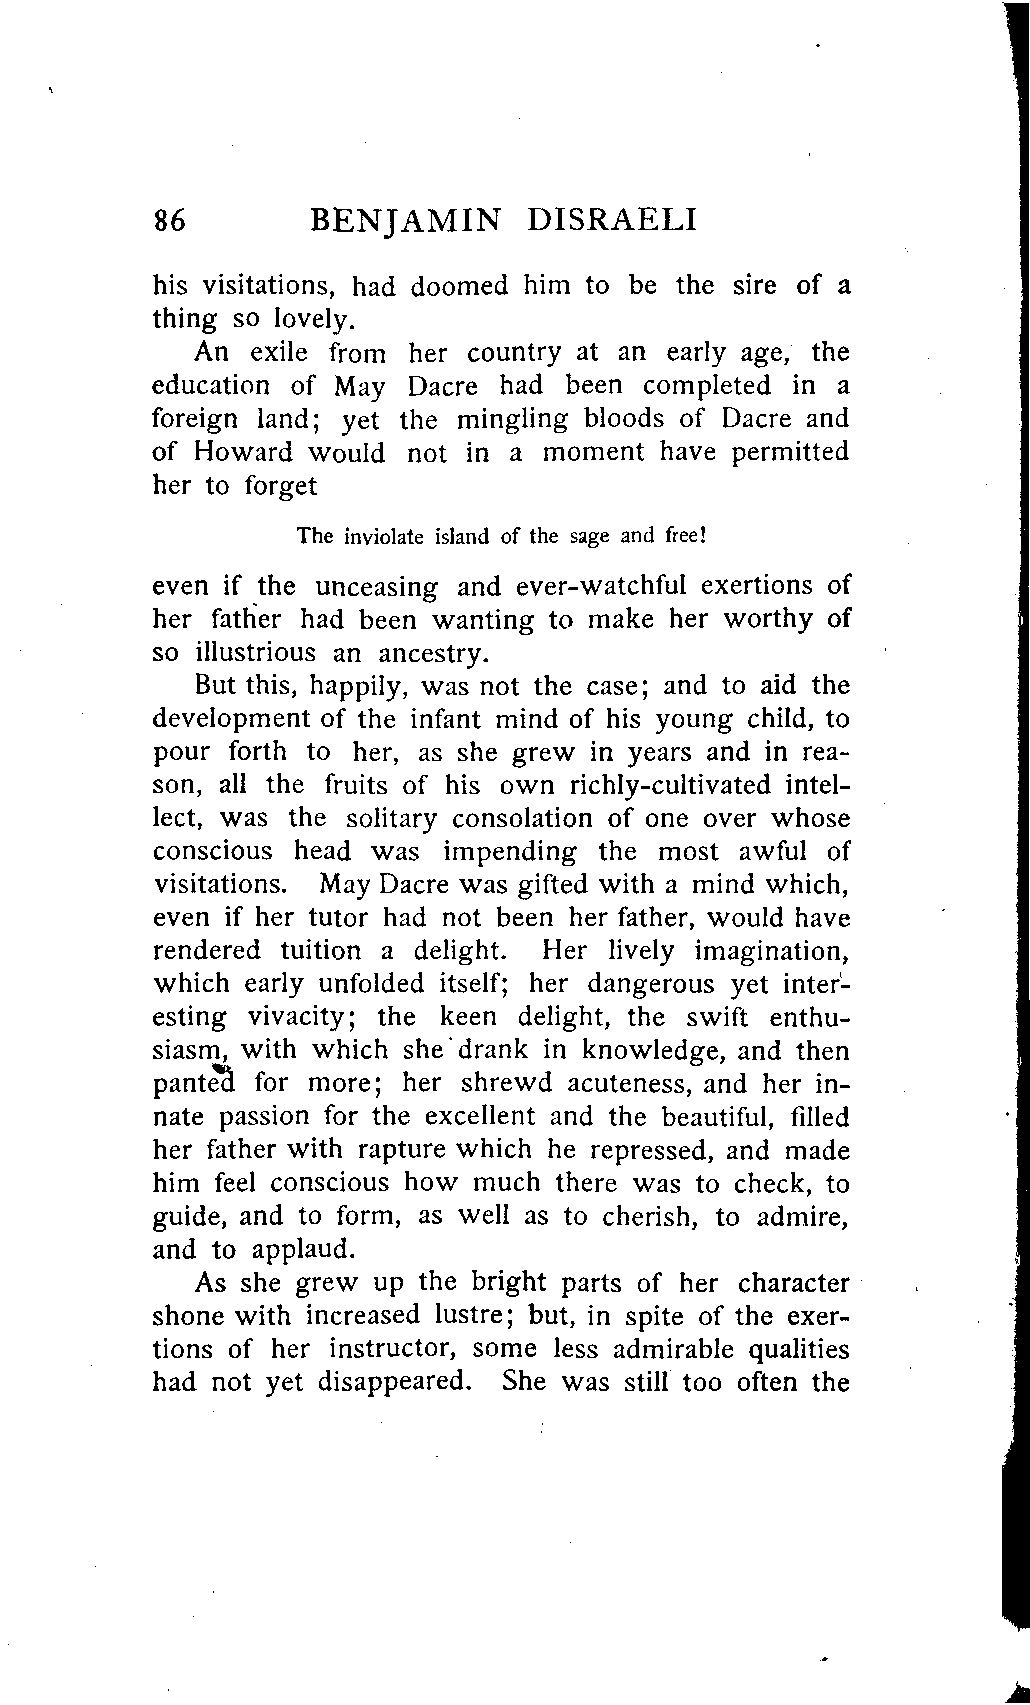 86 BENJAMIN DISRAELI
his visitations, had doomed him to be the sire of a
thing so lovely.
An exile from her country at an early age, the
education of May Dacre had been completed in a
foreign land; yet the mingling bloods of Dacre and
of Howard would not in a moment have permitted
her to forget
The inviolate island of the sage and free!
even if the unceasing and ever-watchful exertions of
her father had been wanting to make her worthy of
so illustrious an ancestry.
But this, happily, was not the case; and to aid the
development of the infant mind of his young child, to
pour forth to her, as she grew in years and in rea-
son, all the fruits of his own richly-cultivated intel-
lect, was the solitary consolation of one over whose
conscious head was impending the most awful of
visitations. May Dacre was gifted with a mind which,
even if her tutor had not been her father, would have
rendered tuition a delight. Her lively imagination,
which early unfolded itself; her dangerous yet inter-
esting vivacity; the keen delight, the swift enthu-
siasm, with which she drank in knowledge, and then
panted for more; her shrewd acuteness, and her in-
nate passion for the excellent and the beautiful, filled
her father with rapture which he repressed, and made
him feel conscious how much there was to check, to
guide, and to form, as well as to cherish, to admire,
and to applaud.
As she grew up the bright parts of her character
shone with increased lustre; but, in spite of the exer-
tions of her instructor, some less admirable qualities
had not yet disappeared. She was still too often the